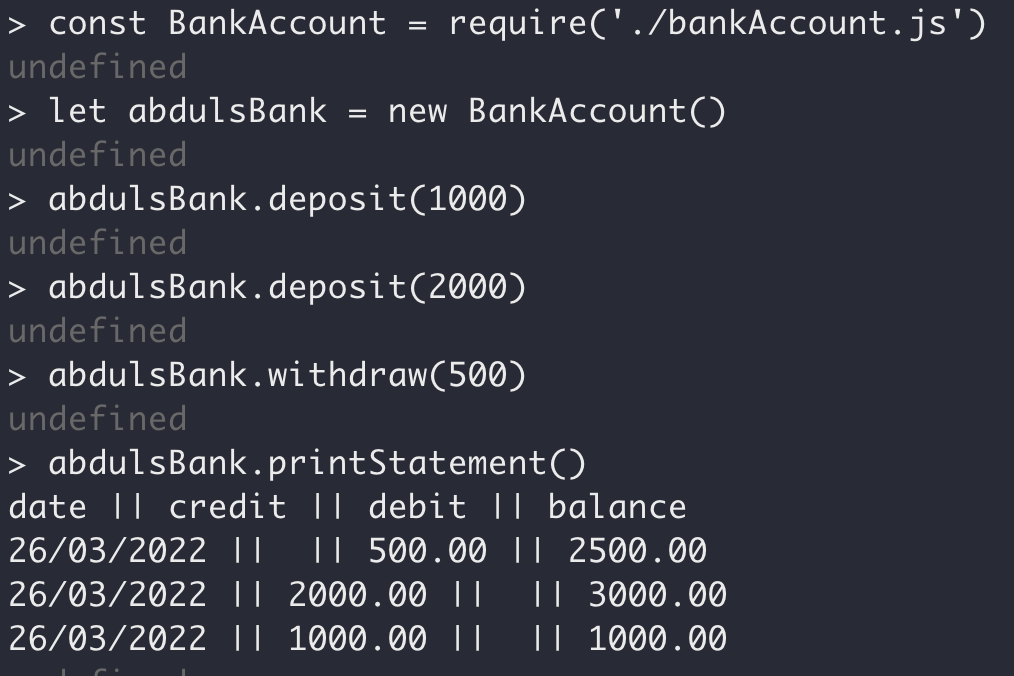 > const BankAccount = require('./bankAccount.js')
undefined
> let abdulsBank = new BankAccount()
undefined
> abdulsBank.deposit(1000)
undefined
> abdulsBank.deposit(2000)
undefined
> abdulsBank.withdraw(500)
undefined
> abdulsBank.printStatement()
date || credit || debit || balance
26/03/2022 ||  || 500.00 || 2500.00
26/03/2022 || 2000.00 ||  || 3000.00
26/03/2022 || 1000.00 ||  || 1000.00